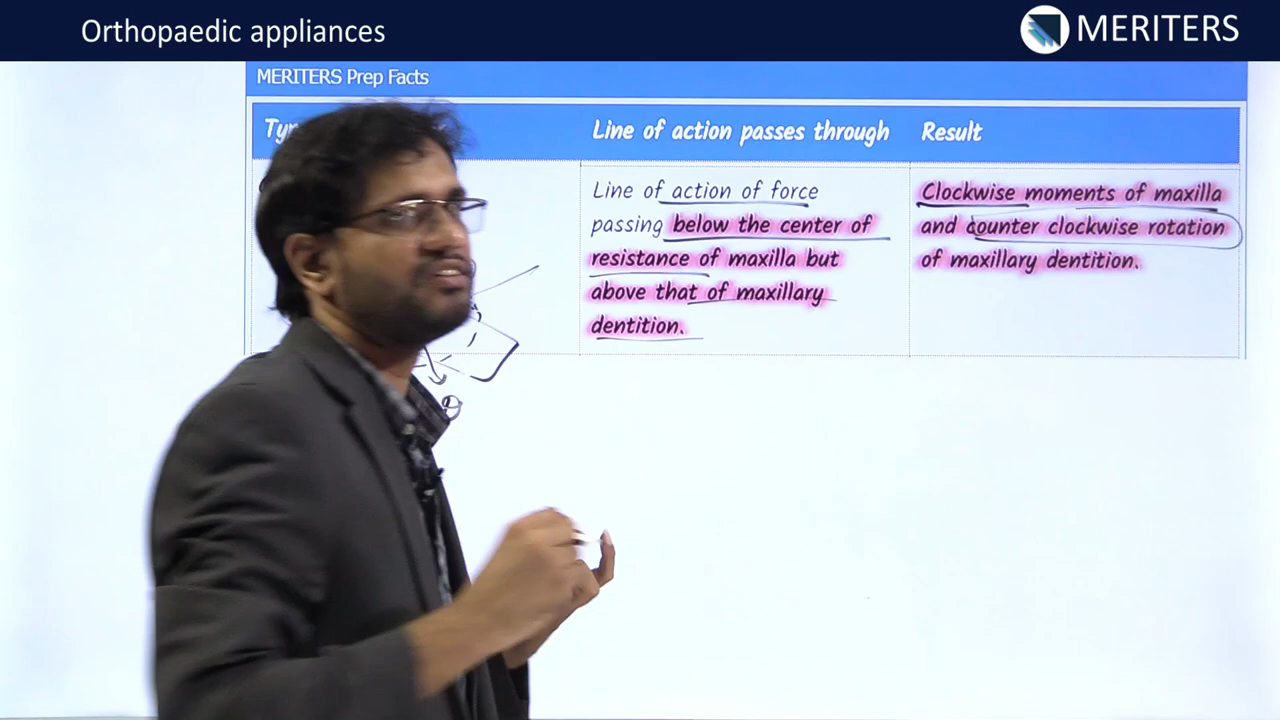 Orthopaedic appliances
MERITERS
MERITERS Prep Facts
Line of action passes through
Result
Line of action of force
passing below the center of
resistance of maxilla but
above that of maxillary
dentition.
Clockwise moments of maxilla
and counter clockwise rotation
of maxillary dentition.